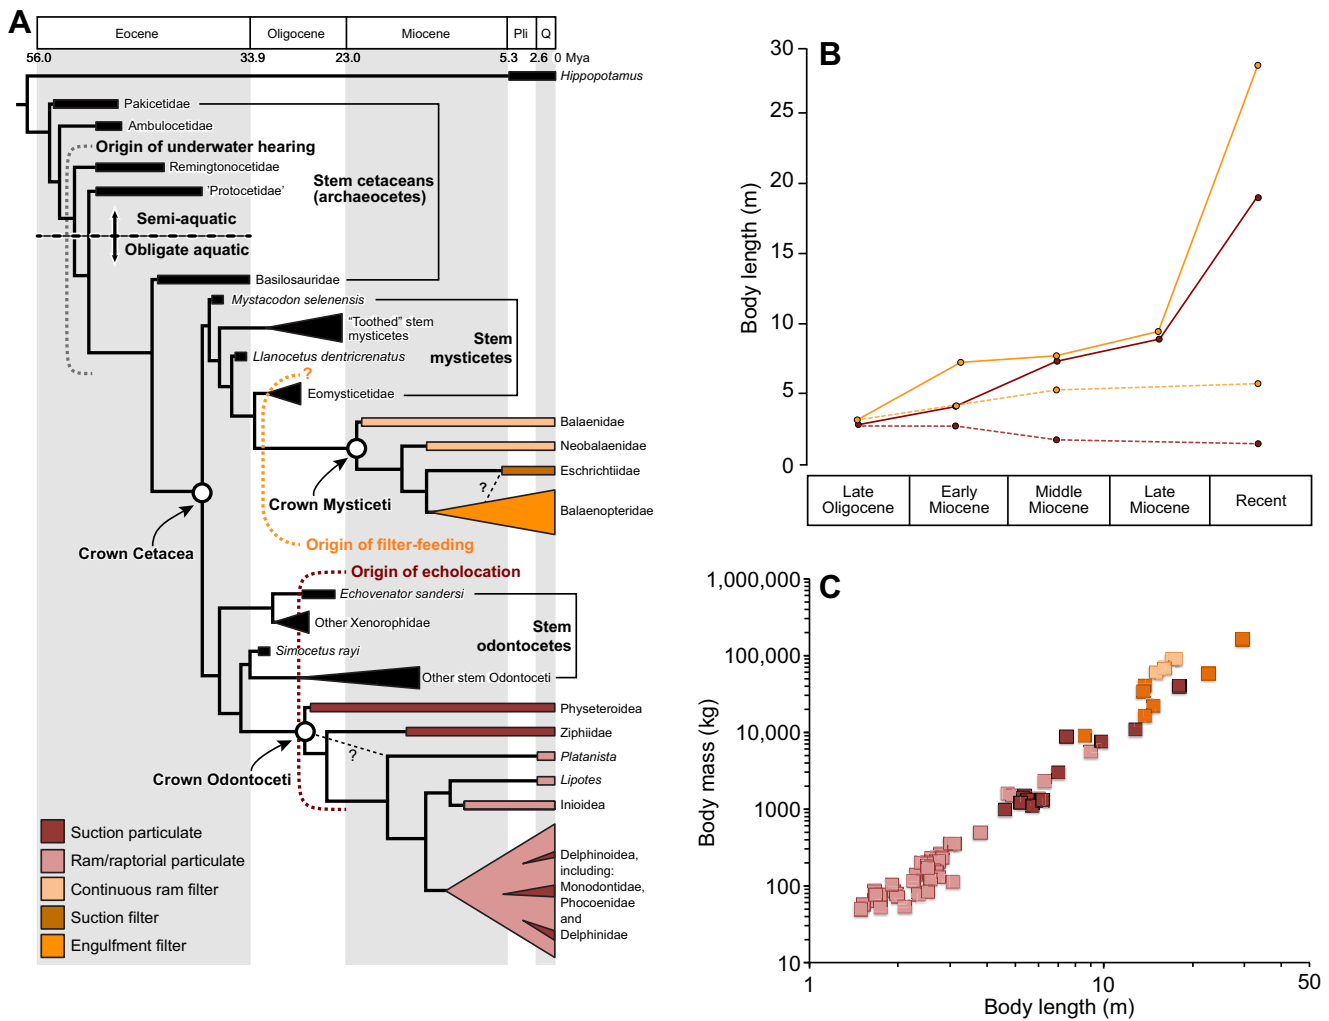 A
Eocene
Oligocene
Miocene
Pli
Q
56.0
33.9
23.0
5.3
2.6
0 Mya
Hippopotamus
Pakicetidae
Ambulocetidae
Origin of underwater hearing
Remingtonocetidae
'Protocetidae'
Stem cetaceans
(archaeocetes)
Semi-aquatic
Obligate aquatic
Basilosauridae
Mystacodon selenensis
"Toothed" stem
mysticetes
Stem
mysticetes
Llanocetus dentricrenatus
?
Eomysticetidae
Balaenidae
Neobalaenidae
Eschrichtiidae
?
Crown Mysticeti
Balaenopteridae
Origin of filter-feeding
Crown Cetacea
Origin of echolocation
Echovenator sandersi
Other Xenorophidae
Stem
odontocetes
Simocetus rayi
Other stem Odontoceti
Physeteroidea
Ziphiidae
?
Platanista
Crown Odontoceti
Lipotes
Inioidea
Suction particulate
Ram/raptorial particulate
Continuous ram filter
Suction filter
Engulfment filter
Delphinoidea,
including:
Monodontidae,
Phocoenidae
and
Delphinidae
B
30
25
20
15
10
5
0
Body length (m)
Late
Oligocene
Early
Miocene
Middle
Miocene
Late
Miocene
Recent
C
1,000,000
100,000
10,000
1000
100
10
Body mass (kg)
1
10
50
Body length (m)